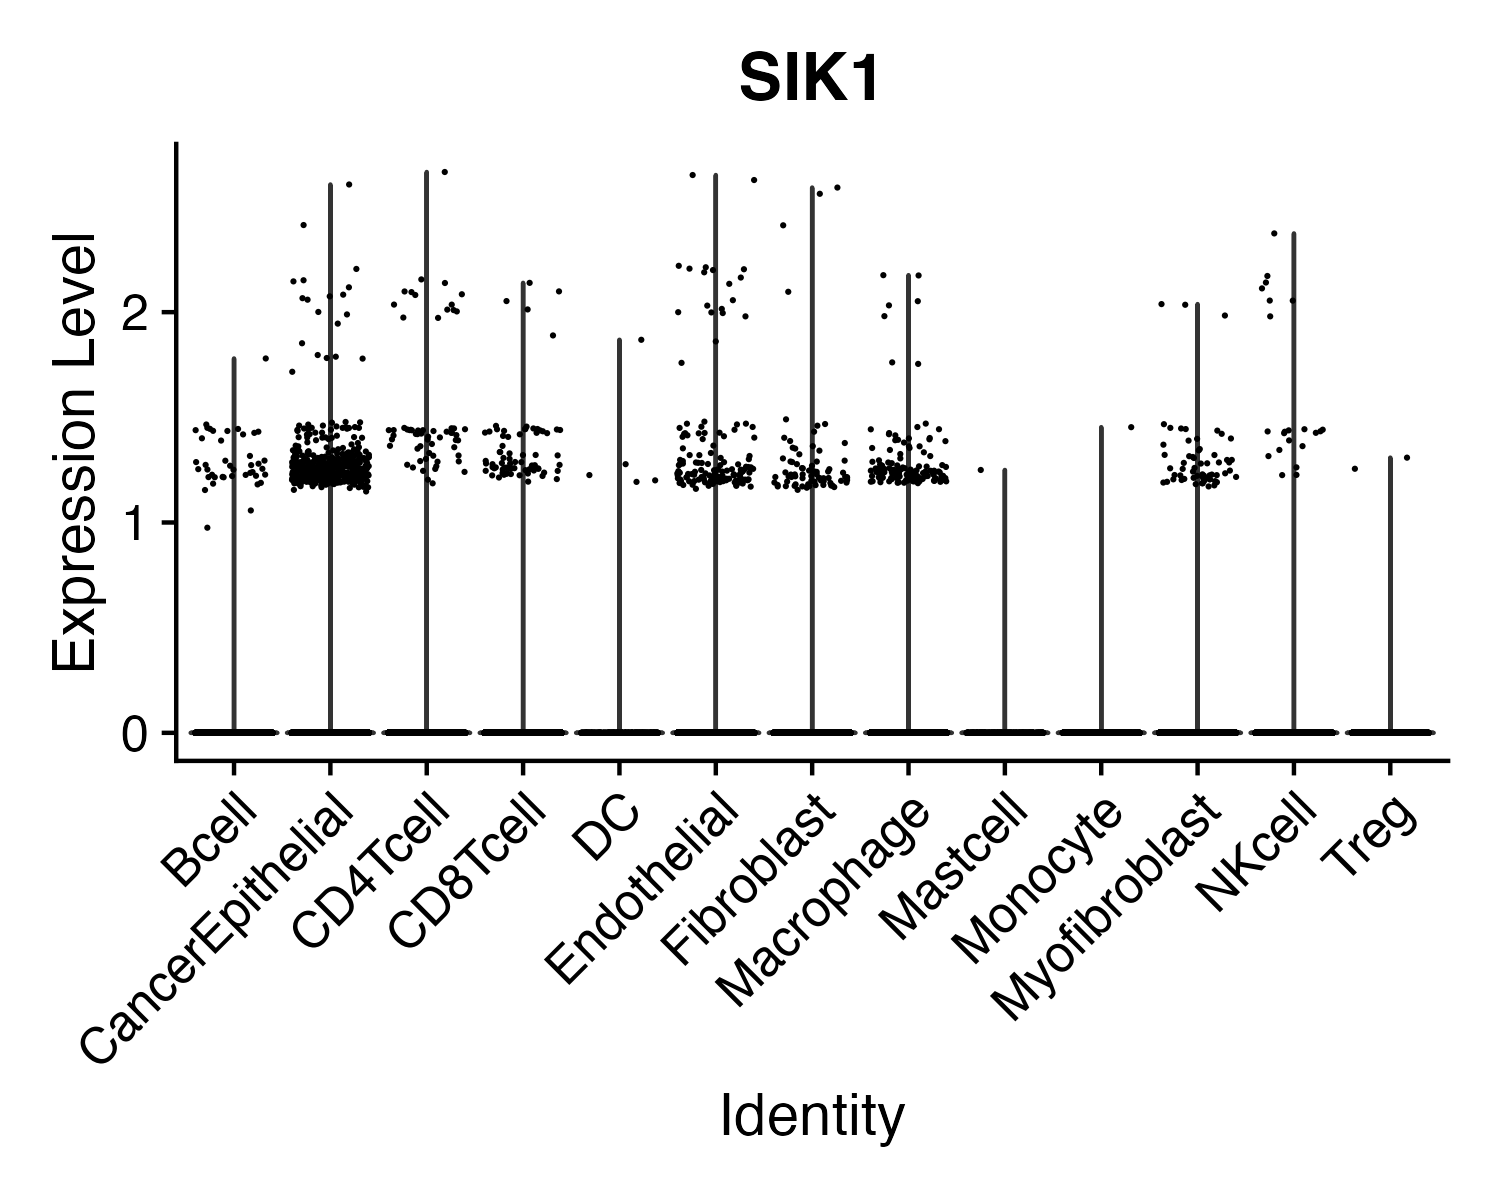 SIK1
Expression Level
2
1
0
Bcell
CancerEpithelial
CD4Tcell
CD8Tcell
DC
Endothelial
Fibroblast
Macrophage
Mastcell
Monocyte
Myofibroblast
NKcell
Treg
Identity